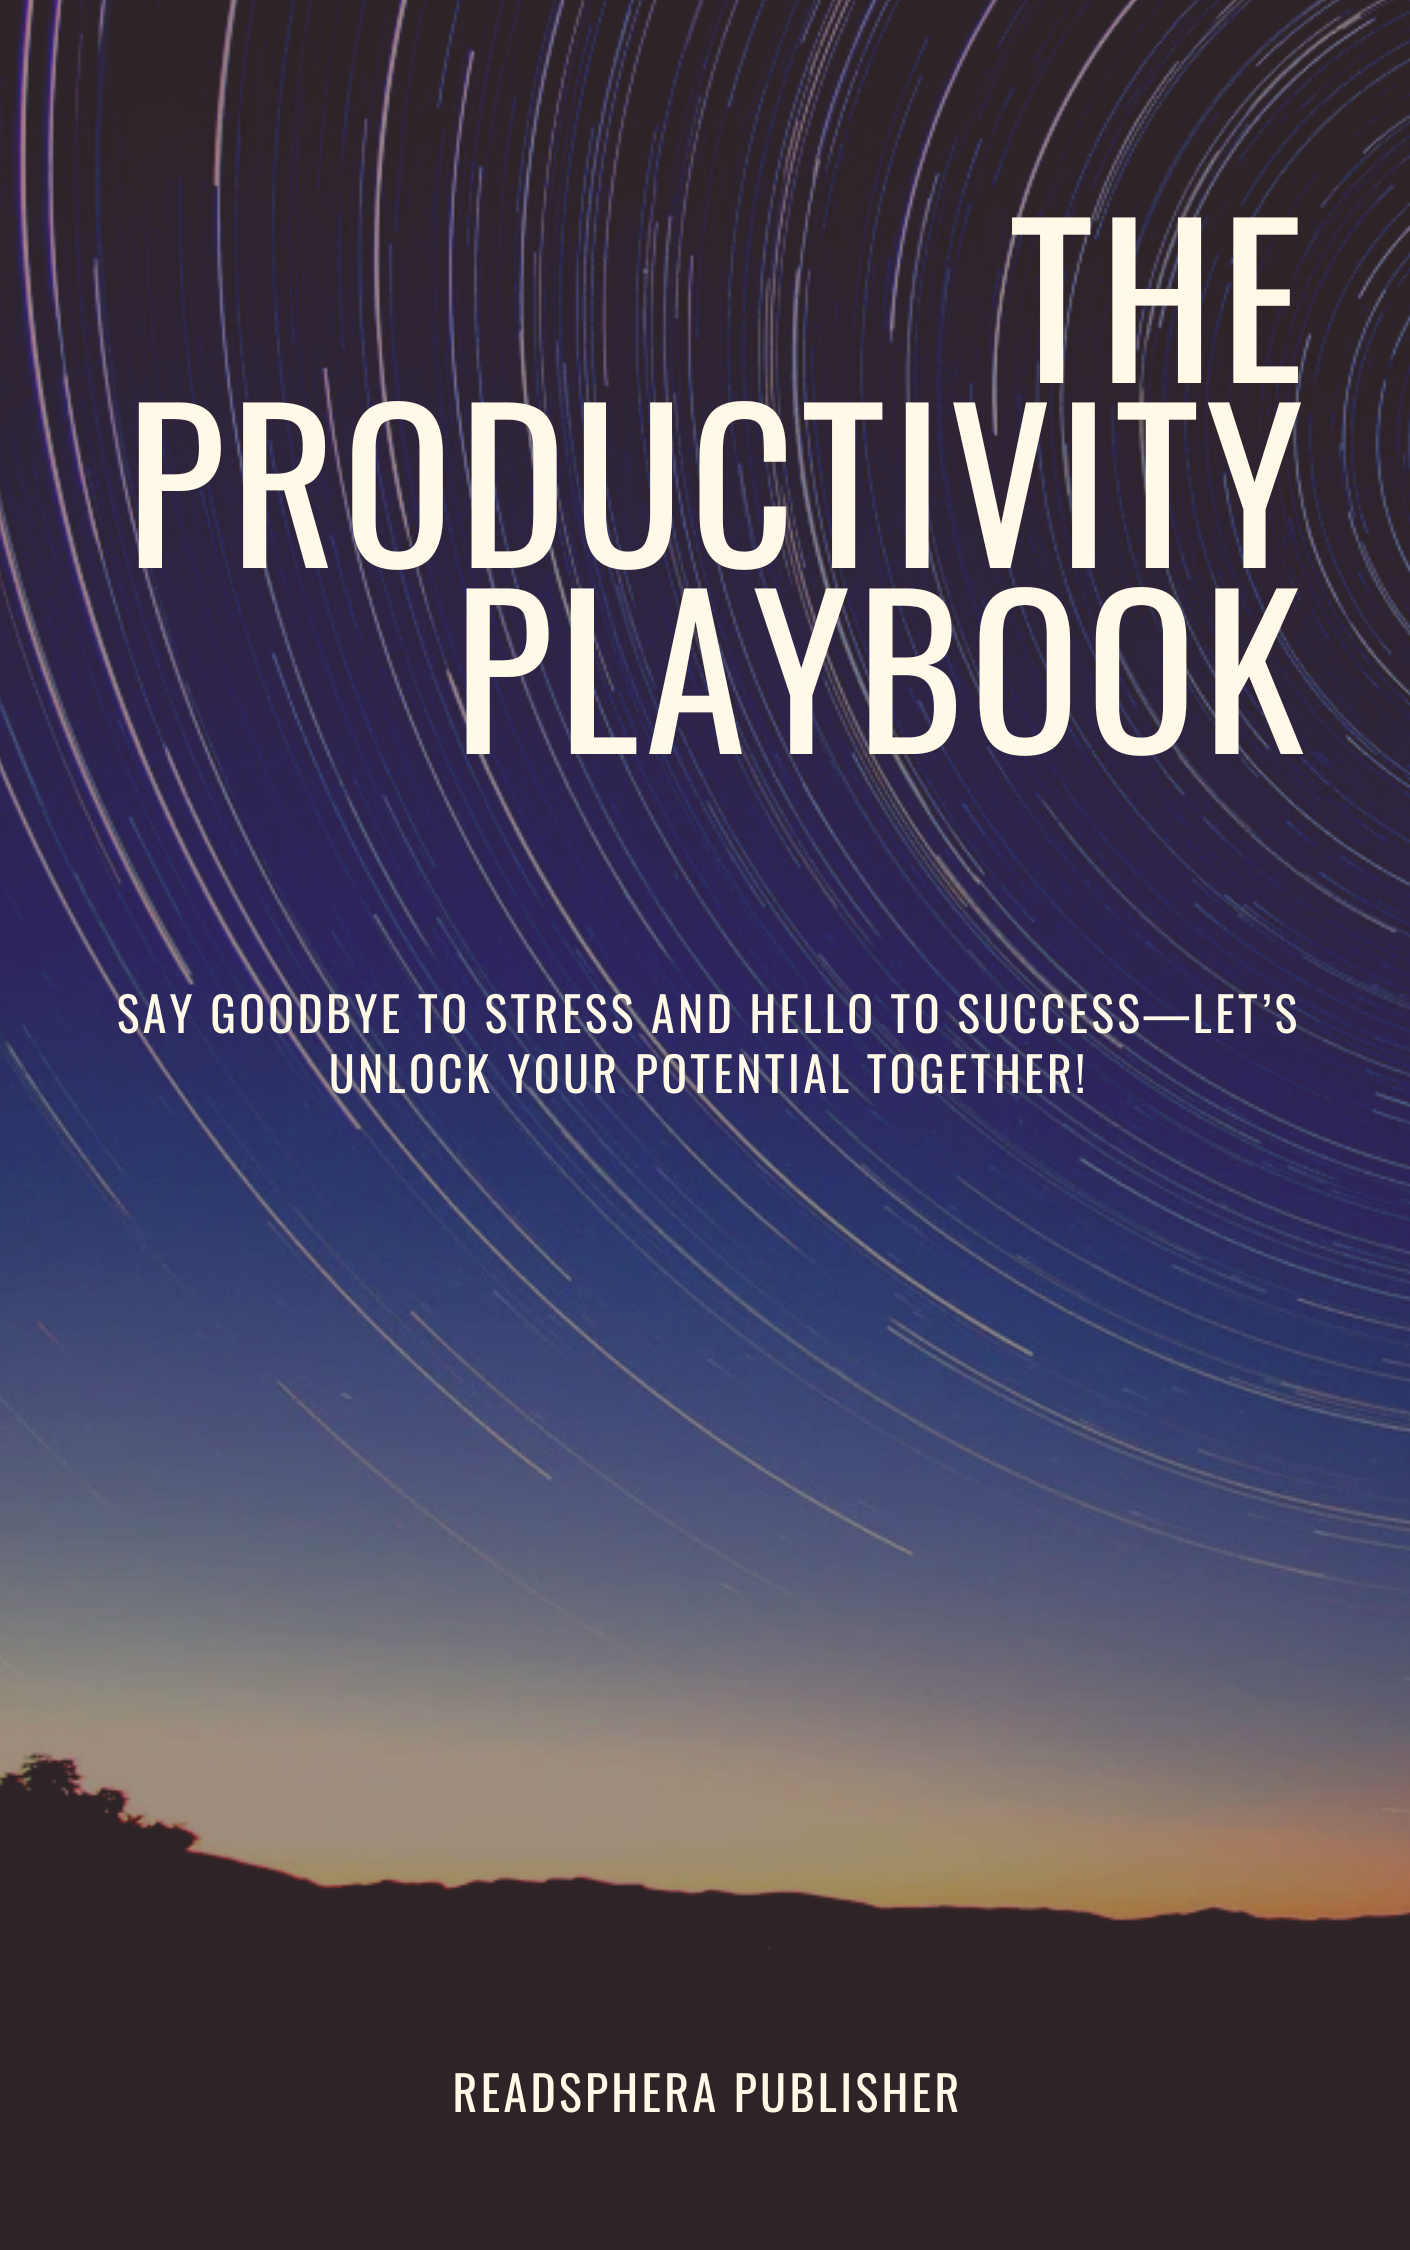 THE
PRODUCTIVITY
PLAYBOOK
SAY GOODBYE TO STRESS AND HELLO TO SUCCESS—LET’S
UNLOCK YOUR POTENTIAL TOGETHER!
READSPHERA PUBLISHER